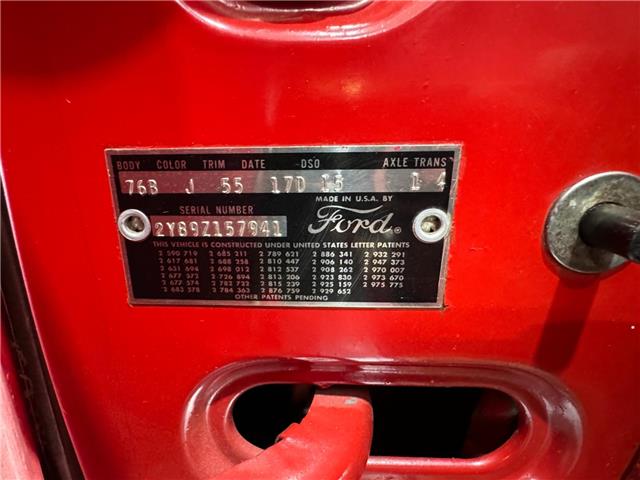 BODY COLOR TRIM DATE DSO AXLE TRANS
76B J 55 17D 15 1 4
SERIAL NUMBER
2Y89Z157941
MADE IN U.S.A. BY
Ford®
THIS VEHICLE IS CONSTRUCTED UNDER UNITED STATES LETTER PATENTS
2 590 719 2 685 211 2 789 621 2 886 341 2 932 291
2 617 681 2 688 258 2 810 447 2 906 140 2 947 373
2 631 694 2 698 012 2 812 537 2 908 262 2 970 007
2 677 572 2 726 894 2 813 206 2 923 830 2 973 670
2 677 574 2 782 722 2 815 239 2 925 154 2 975 775
2 683 578 2 784 363 2 876 759 2 929 652
OTHER PATENTS PENDING